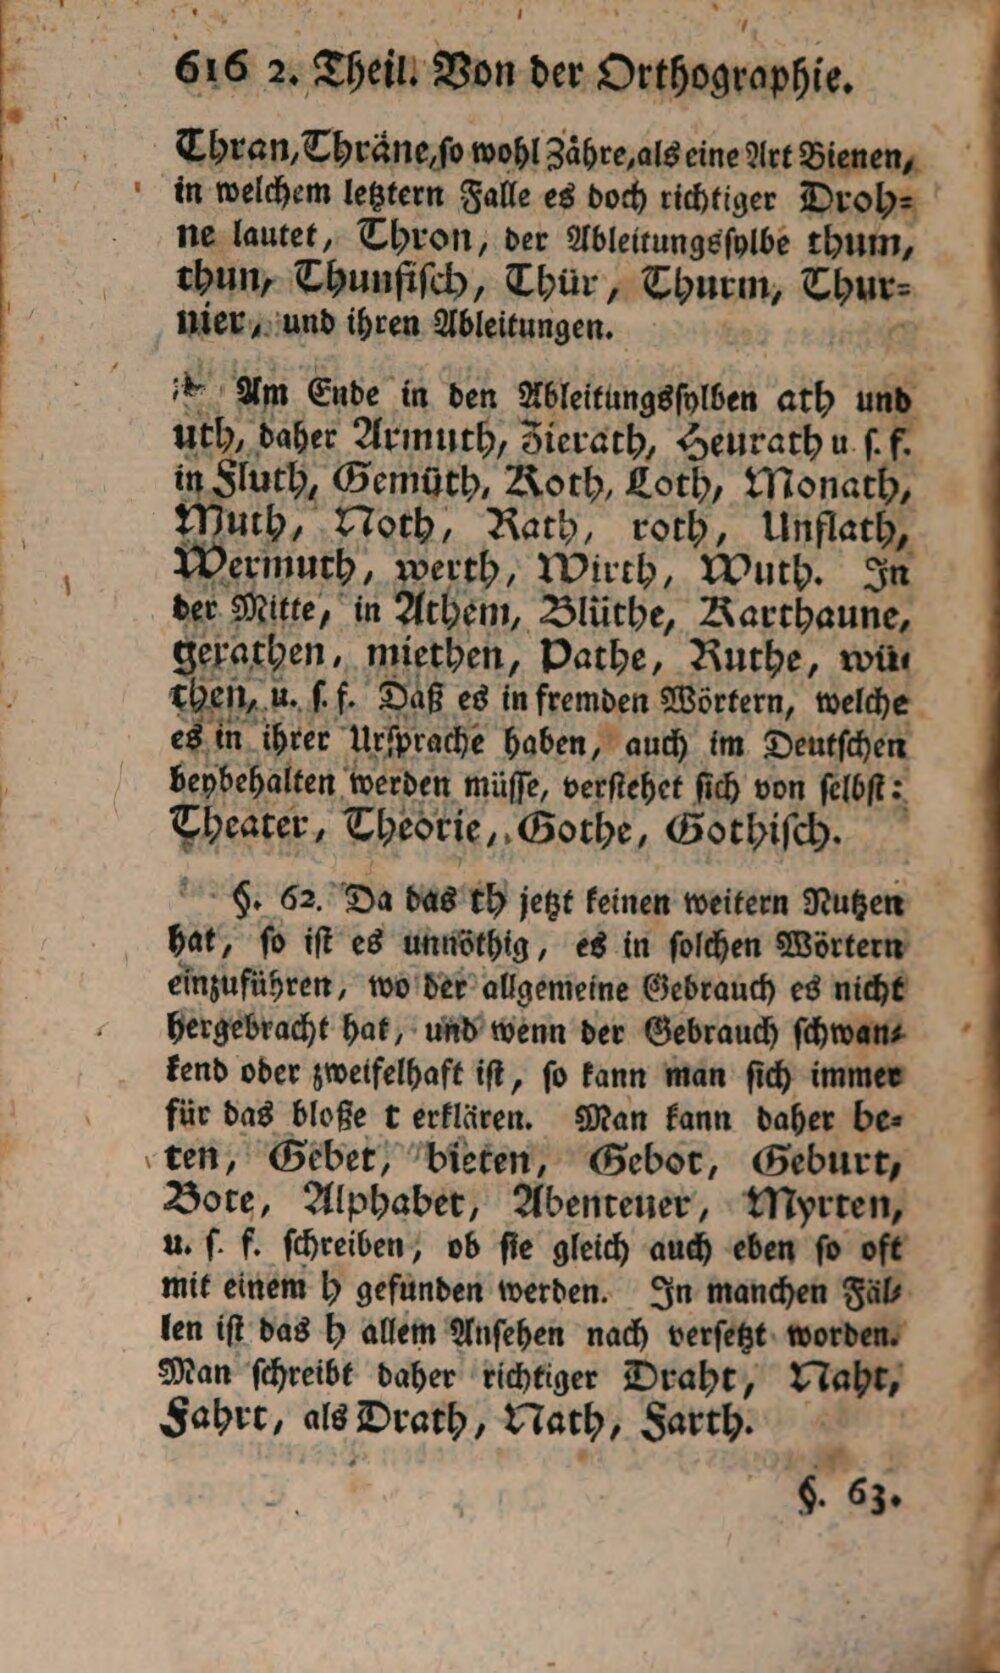 616 2. Theil. Von der Orthographie.
Thran, Thräne, so wohl Zähre, als eine Art Bienen,
in welchem letztern Falle es doch richtiger Droh=
ne lautet, Thron, der Ableitungssylbe thum,
thun, Thunfisch, Thür, Thurm, Thur=
nier, und ihren Ableitungen.
Am Ende in den Ableitungssylben ath und
uth, daher Armuth, Zierath, Heurath u. s. f.
in Fluth, Gemüth, Koth, Loth, Monath,
Muth, Noth, Rath, roth, Unflath,
Wermuth, werth, Wirth, Wuth. In
der Mitte, in Athem, Blüthe, Karthaune,
gerathen, miethen, Pathe, Ruthe, wü=
then, u. s. f. Daß es in fremden Wörtern, welche
es in ihrer Ursprache haben, auch im Deutschen
beybehalten werden müsse, verstehet sich von selbst:
Theater, Theorie, Gothe, Gothisch.
§. 62. Da das th jetzt keinen weitern Nutzen
hat, so ist es unnöthig, es in solchen Wörtern
einzuführen, wo der allgemeine Gebrauch es nicht
hergebracht hat, und wenn der Gebrauch schwan=
kend oder zweifelhaft ist, so kann man sich immer
für das bloße t erklären. Man kann daher be=
ten, Gebet, bieten, Gebot, Geburt,
Bote, Alphabet, Abenteuer, Myrten,
u. s. f. schreiben, ob sie gleich auch eben so oft
mit einem h gefunden werden. In manchen Fäl=
len ist das h allem Ansehen nach versetzt worden.
Man schreibt daher richtiger Draht, Naht,
Fahrt, als Drath, Nath, Farth.
§. 63.